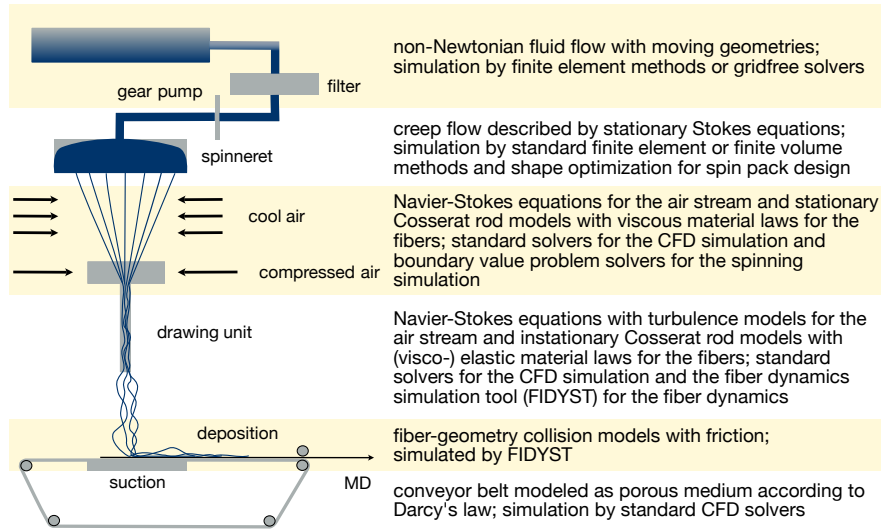 non-Newtonian fluid flow with moving geometries;
simulation by finite element methods or gridfree solvers
filter
gear pump
spinneret
creep flow described by stationary Stokes equations;
simulation by standard finite element or finite volume
methods and shape optimization for spin pack design
cool air
compressed air
Navier-Stokes equations for the air stream and stationary
Cosserat rod models with viscous material laws for the
fibers; standard solvers for the CFD simulation and
boundary value problem solvers for the spinning
simulation
drawing unit
Navier-Stokes equations with turbulence models for the
air stream and instationary Cosserat rod models with
(visco-) elastic material laws for the fibers; standard
solvers for the CFD simulation and the fiber dynamics
simulation tool (FIDYST) for the fiber dynamics
deposition
fiber-geometry collision models with friction;
simulated by FIDYST
suction
MD
conveyor belt modeled as porous medium according to
Darcy's law; simulation by standard CFD solvers